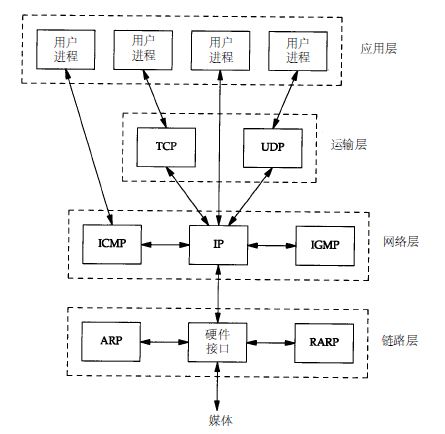 用户
进程
用户
进程
用户
进程
用户
进程
应用层
TCP
UDP
运输层
ICMP
IP
IGMP
网络层
ARP
硬件
接口
RARP
链路层
媒体